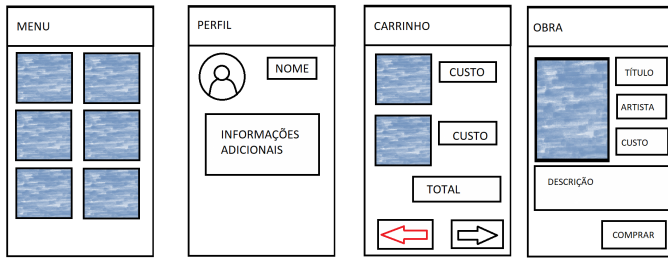 MENU
PERFIL
NOME
INFORMAÇÕES
ADICIONAIS
CARRINHO
CUSTO
CUSTO
TOTAL
OBRA
TÍTULO
ARTISTA
CUSTO
DESCRIÇÃO
COMPRAR